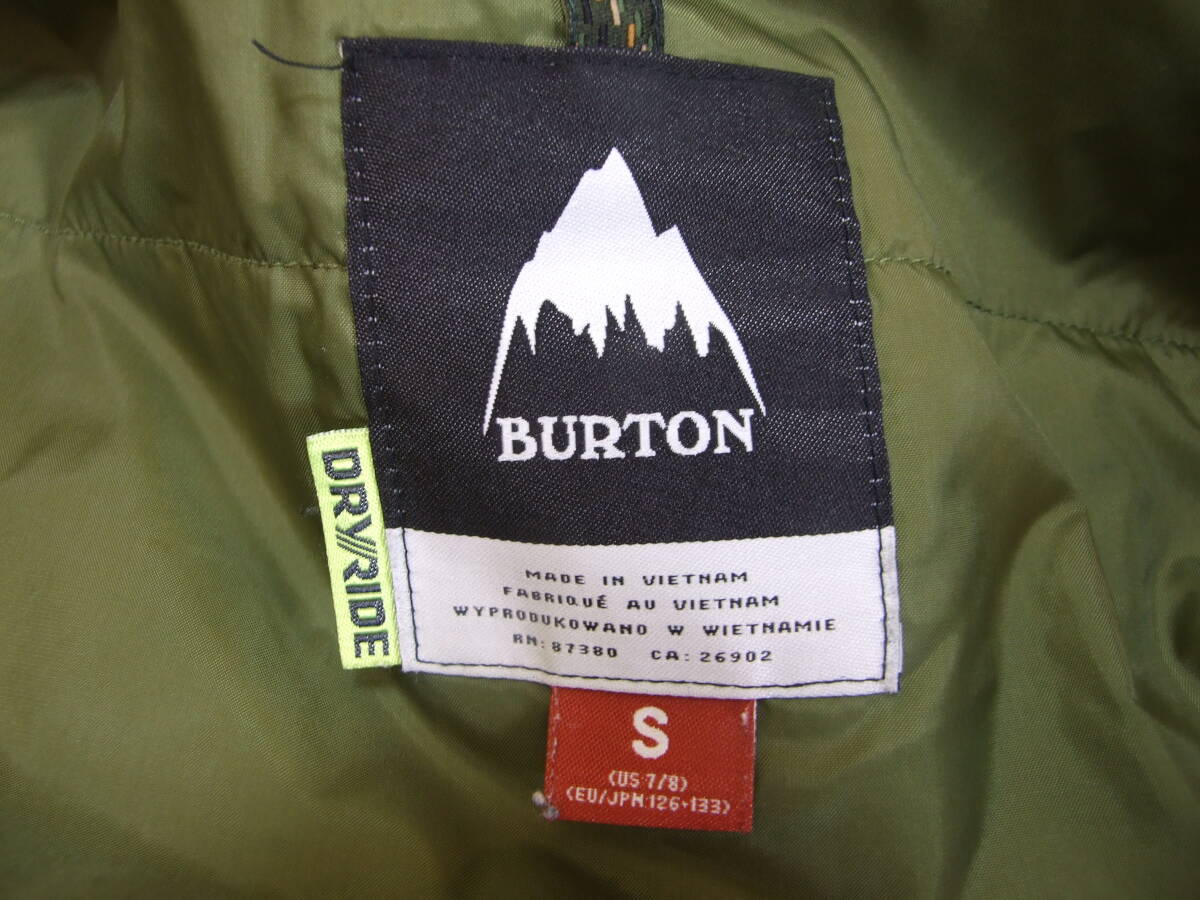 BURTON
DRY//RIDE
MADE IN VIETNAM
FABRIQUÉ AU VIETNAM
WYPRODUKOWANO W WIETNAMIE
RN: 87380 CA: 26902
S
(US 7/8)
(EU/JPN 126-133)